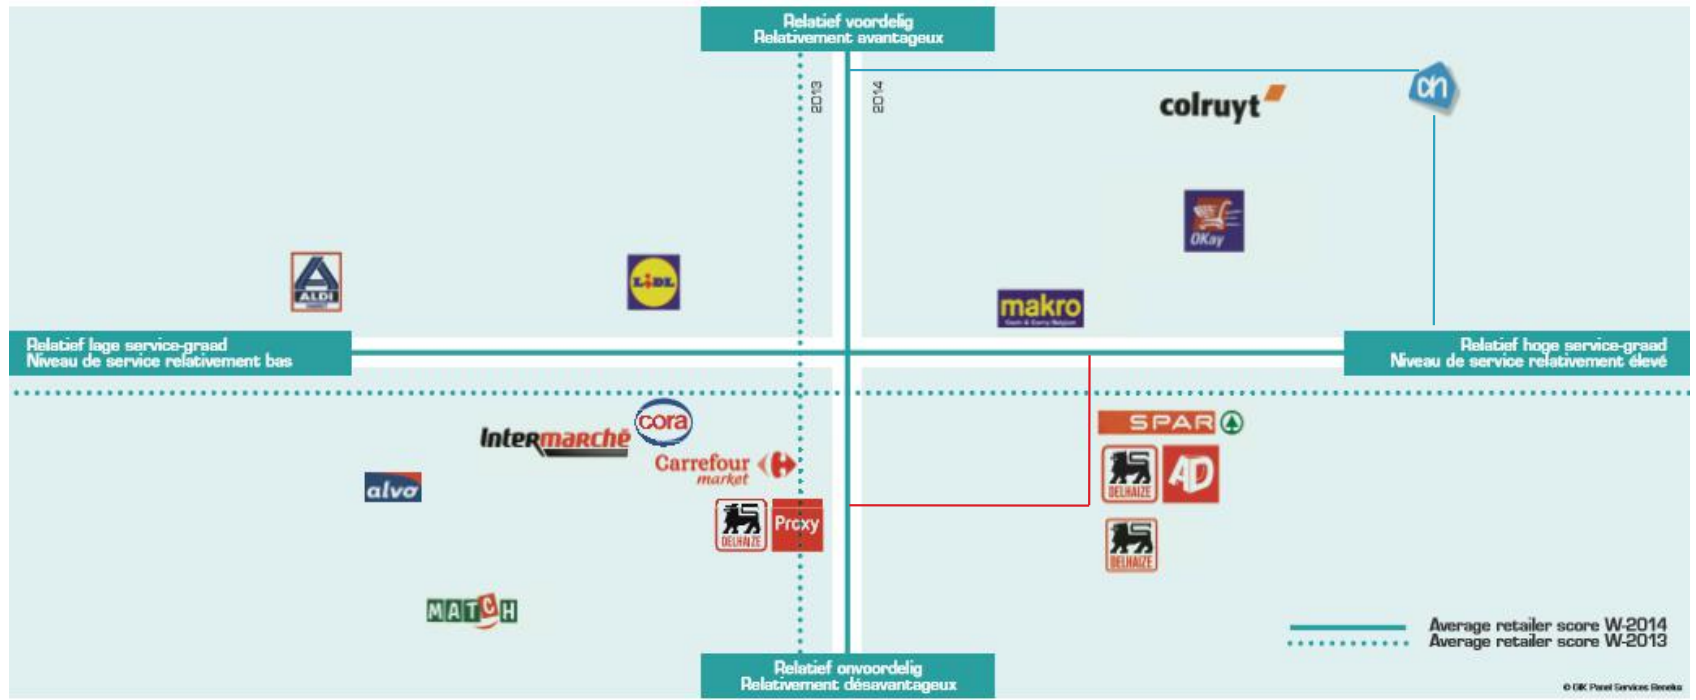 Relatief voordelig
Relativement avantageux
2013
2014
colruyt
ah
OKay
ALDI
LiDL
makro
Cash & Carry Belgium
Relatief lage service-graad
Niveau de service relativement bas
Relatief hoge service-graad
Niveau de service relativement élevé
Intermarché
cora
SPAR
Carrefour
market
DELHAIZE
AD
alvo
DELHAIZE
Proxy
DELHAIZE
MATCH
Average retailer score W-2014
Average retailer score W-2013
Relatief onvoordelig
Relativement désavantageux
© GfK Panel Services Benelux